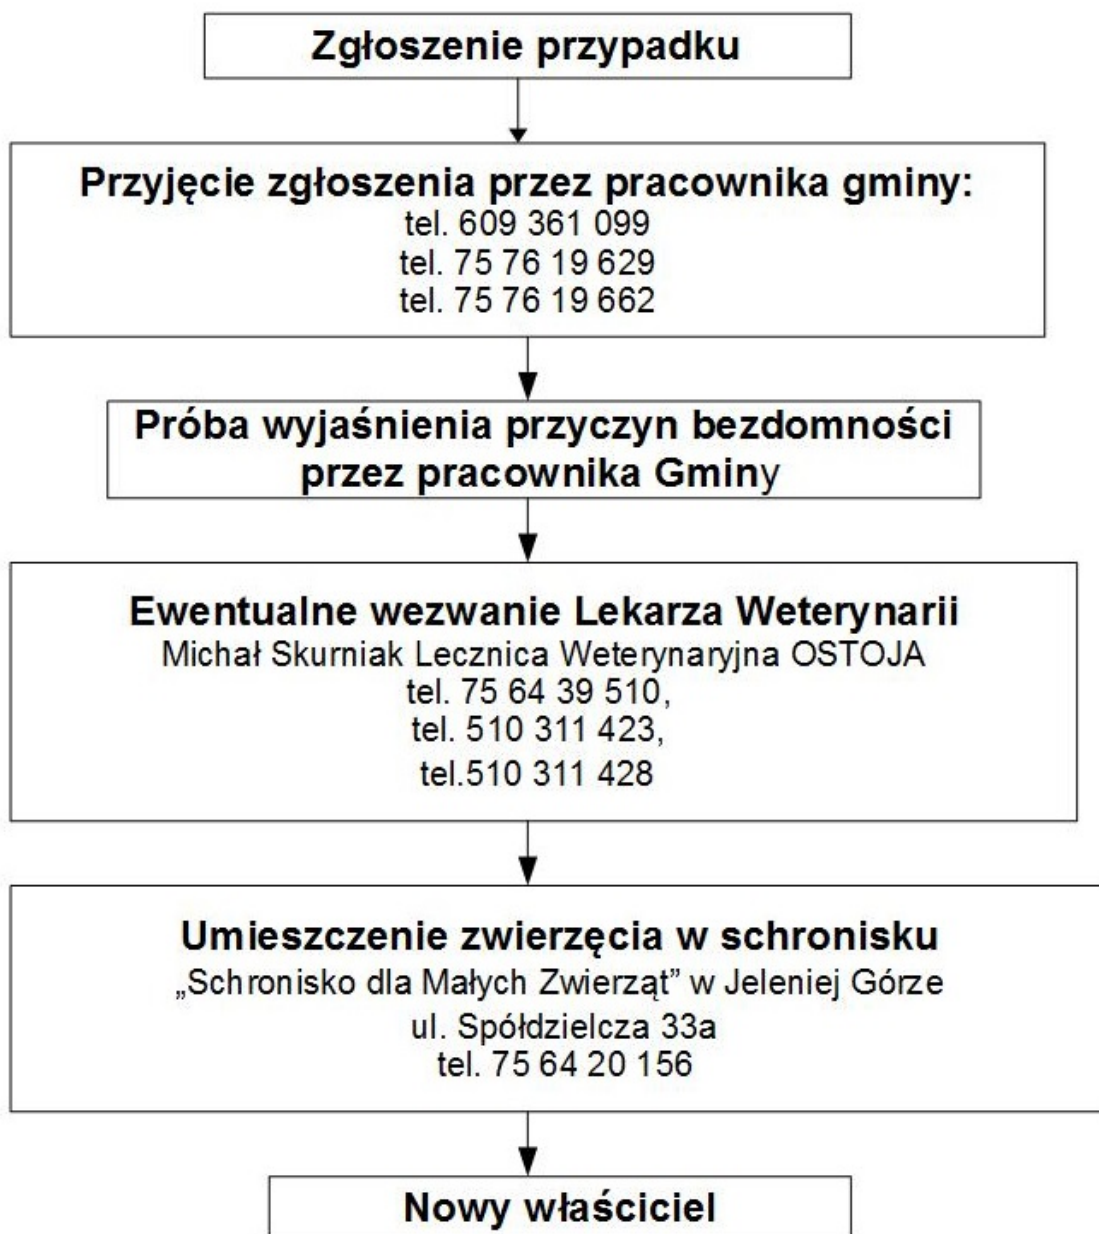 Zgłoszenie przypadku
Przyjęcie zgłoszenia przez pracownika gminy:
tel. 609 361 099
tel. 75 76 19 629
tel. 75 76 19 662
Próba wyjaśnienia przyczyn bezdomności
przez pracownika Gminy
Ewentualne wezwanie Lekarza Weterynarii
Michał Skurniak Lecznica Weterynaryjna OSTOJA
tel. 75 64 39 510,
tel. 510 311 423,
tel.510 311 428
Umieszczenie zwierzęcia w schronisku
„Schronisko dla Małych Zwierząt” w Jeleniej Górze
ul. Spółdzielcza 33a
tel. 75 64 20 156
Nowy właściciel